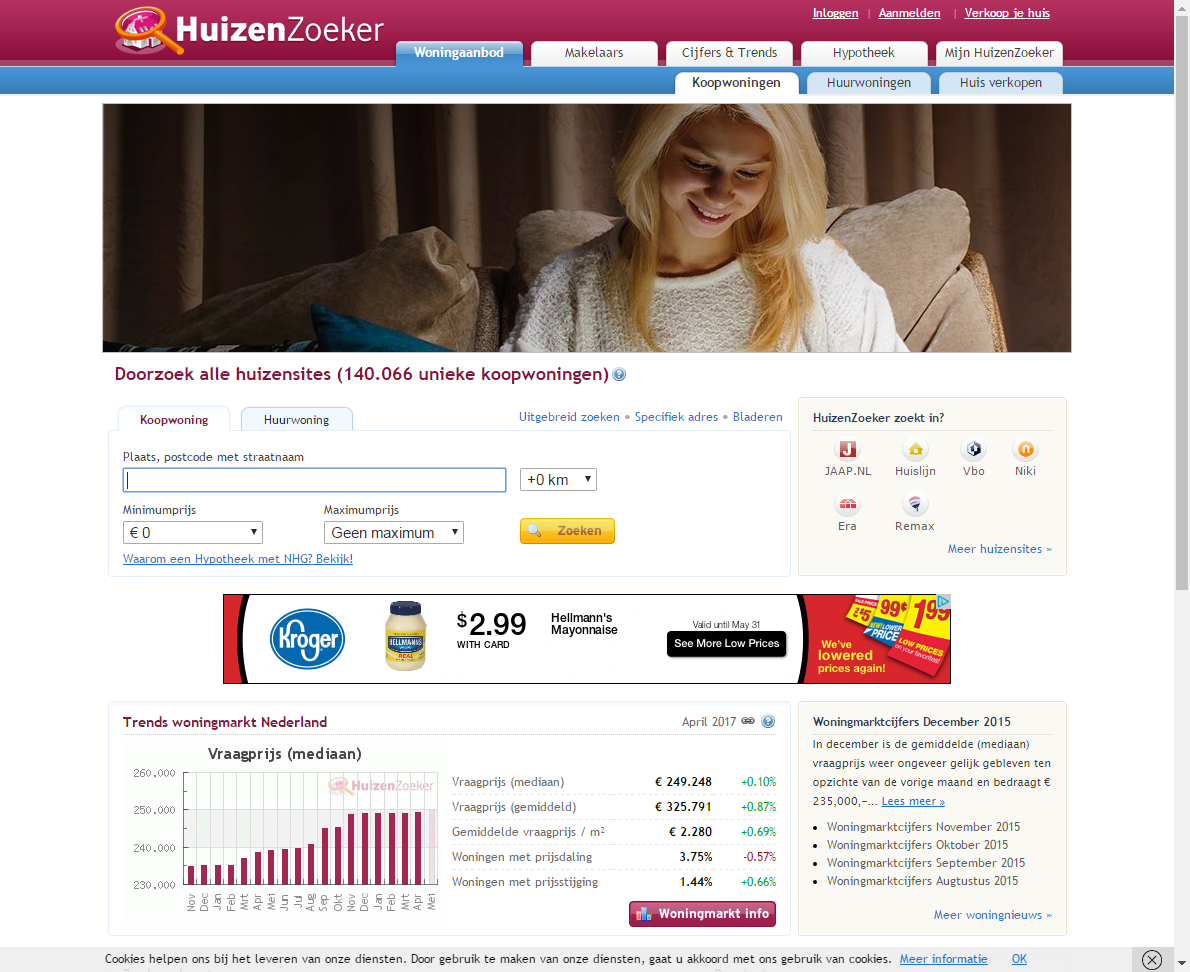 Inloggen | Aanmelden | Verkoop je huis
HuizenZoeker
Woningaanbod Makelaars Cijfers & Trends Hypotheek Mijn HuizenZoeker
Koopwoningen Huurwoningen Huis verkopen
Doorzoek alle huizensites (140.066 unieke koopwoningen) ?
Koopwoning Huurwoning Uitgebreid zoeken • Specifiek adres • Bladeren
Plaats, postcode met straatnaam
+0 km
Minimumprijs Maximumprijs
€ 0 Geen maximum Zoeken
Waarom een Hypotheek met NHG? Bekijk!
HuizenZoeker zoekt in?
JAAP.NL Huislijn Vbo Niki
Era Remax
Meer huizensites »
Kroger
HELLMANN'S
REAL
$2.99
WITH CARD
Hellmann's
Mayonnaise
Valid until May 31
See More Low Prices
We've
lowered
prices again!
2/$5 99¢ 1.99
NEW! LOWER
PRICE
LOW PRICES
on your favorites!
Trends woningmarkt Nederland April 2017 ?
Vraagprijs (mediaan)
HuizenZoeker
260.000
250.000
240.000
230.000
Nov Dec Jan Feb Mrt Apr Mei Jun Jul Aug Sep Okt Nov Dec Jan Feb Mrt Apr Mei
Vraagprijs (mediaan) € 249.248 +0.10%
Vraagprijs (gemiddeld) € 325.791 +0.87%
Gemiddelde vraagprijs / m² € 2.280 +0.69%
Woningen met prijsdaling 3.75% -0.57%
Woningen met prijsstijging 1.44% +0.66%
Woningmarkt info
Woningmarktcijfers December 2015
In december is de gemiddelde (mediaan)
vraagprijs weer ongeveer gelijk gebleven ten
opzichte van de vorige maand en bedraagt €
235,000,-... Lees meer »
• Woningmarktcijfers November 2015
• Woningmarktcijfers Oktober 2015
• Woningmarktcijfers September 2015
• Woningmarktcijfers Augtustus 2015
Meer woningnieuws »
Cookies helpen ons bij het leveren van onze diensten. Door gebruik te maken van onze diensten, gaat u akkoord met ons gebruik van cookies. Meer informatie OK